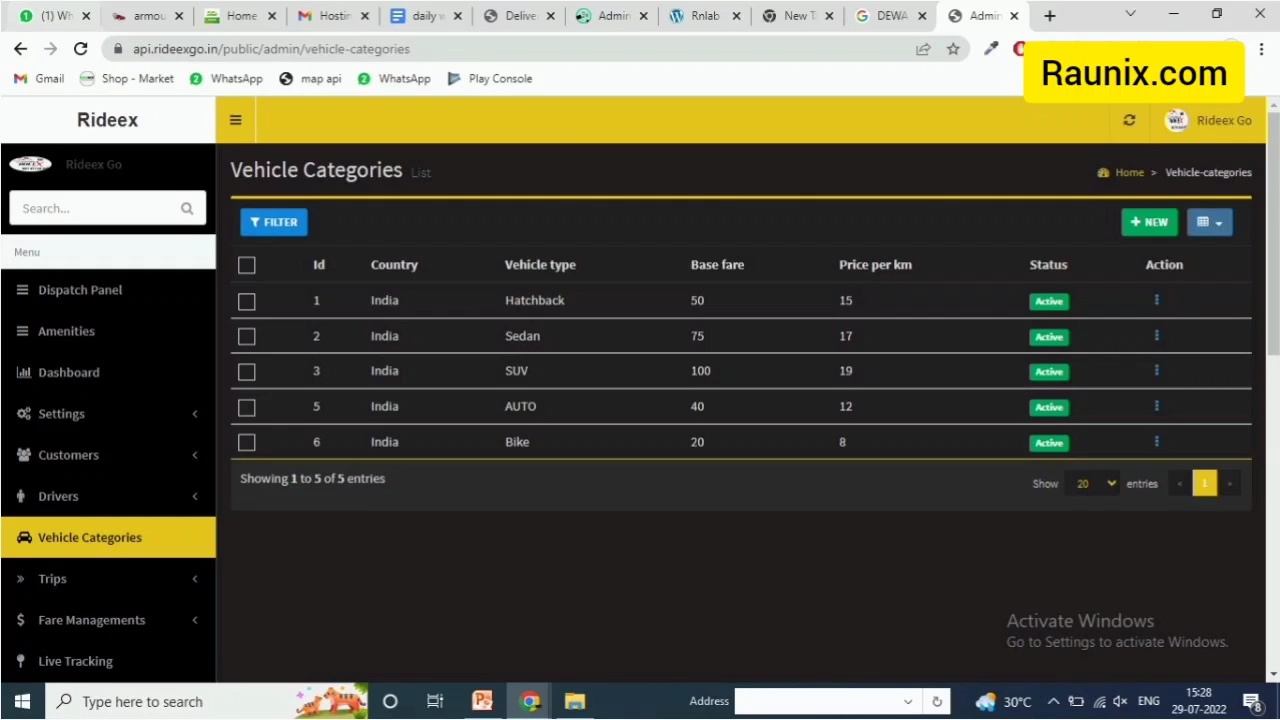 (1) Wh
armou
Home
Hostin
daily w
Delive
Admin
Rnlab
New Ta
DEWA
Admin
api.rideexgo.in/public/admin/vehicle-categories
Gmail Shop - Market WhatsApp map api WhatsApp Play Console
Raunix.com
Rideex
Rideex Go
Rideex Go
Search...
Menu
Dispatch Panel
Amenities
Dashboard
Settings
Customers
Drivers
Vehicle Categories
Trips
Fare Managements
Live Tracking
Vehicle Categories List
Home > Vehicle-categories
FILTER
+ NEW
Id Country Vehicle type Base fare Price per km Status Action
1 India Hatchback 50 15 Active
2 India Sedan 75 17 Active
3 India SUV 100 19 Active
5 India AUTO 40 12 Active
6 India Bike 20 8 Active
Showing 1 to 5 of 5 entries
Show 20 entries < 1 >
Activate Windows
Go to Settings to activate Windows.
Type here to search
Address
30°C
ENG
15:28
29-07-2022
8